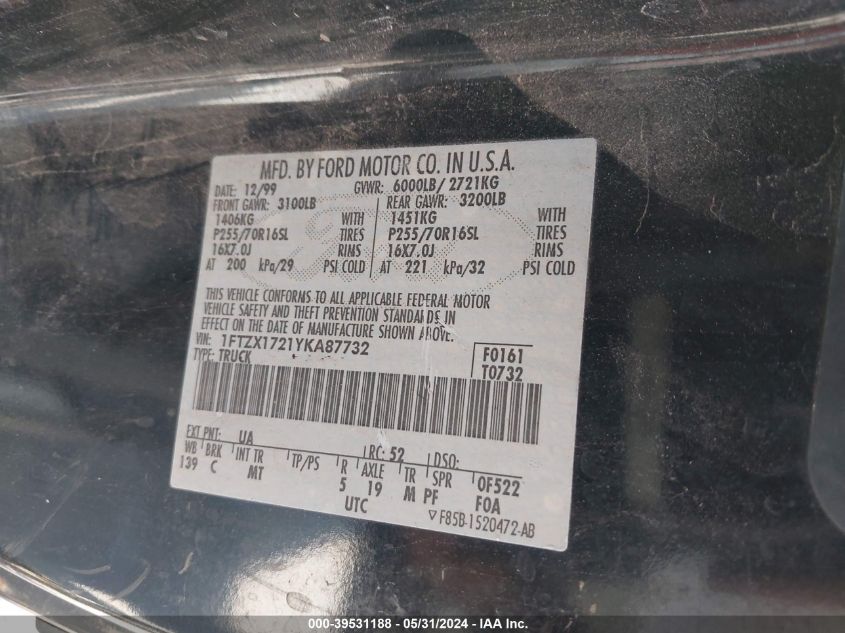 MFD. BY FORD MOTOR CO. IN U.S.A.
DATE: 12/99 GVWR: 6000LB/ 2721KG
FRONT GAWR: 3100LB REAR GAWR: 3200LB
1406KG WITH 1451KG WITH
P255/70R16SL TIRES P255/70R16SL TIRES
16X7.0J RIMS 16X7.0J RIMS
AT 200 kPa/29 PSI COLD AT 221 kPa/32 PSI COLD
THIS VEHICLE CONFORMS TO ALL APPLICABLE FEDERAL MOTOR
VEHICLE SAFETY AND THEFT PREVENTION STANDARDS IN
EFFECT ON THE DATE OF MANUFACTURE SHOWN ABOVE.
VIN: 1FTZX1721YKA87732 F0161
TYPE: TRUCK T0732
EXT PNT: UA RC: 52 DSO:
WB BRK INT TR TP/PS R AXLE TR SPR 0F522
139 C MT 5 19 M PF F0A
UTC ▽F85B-1520472-AB
000-39531188 - 05/31/2024 - IAA Inc.